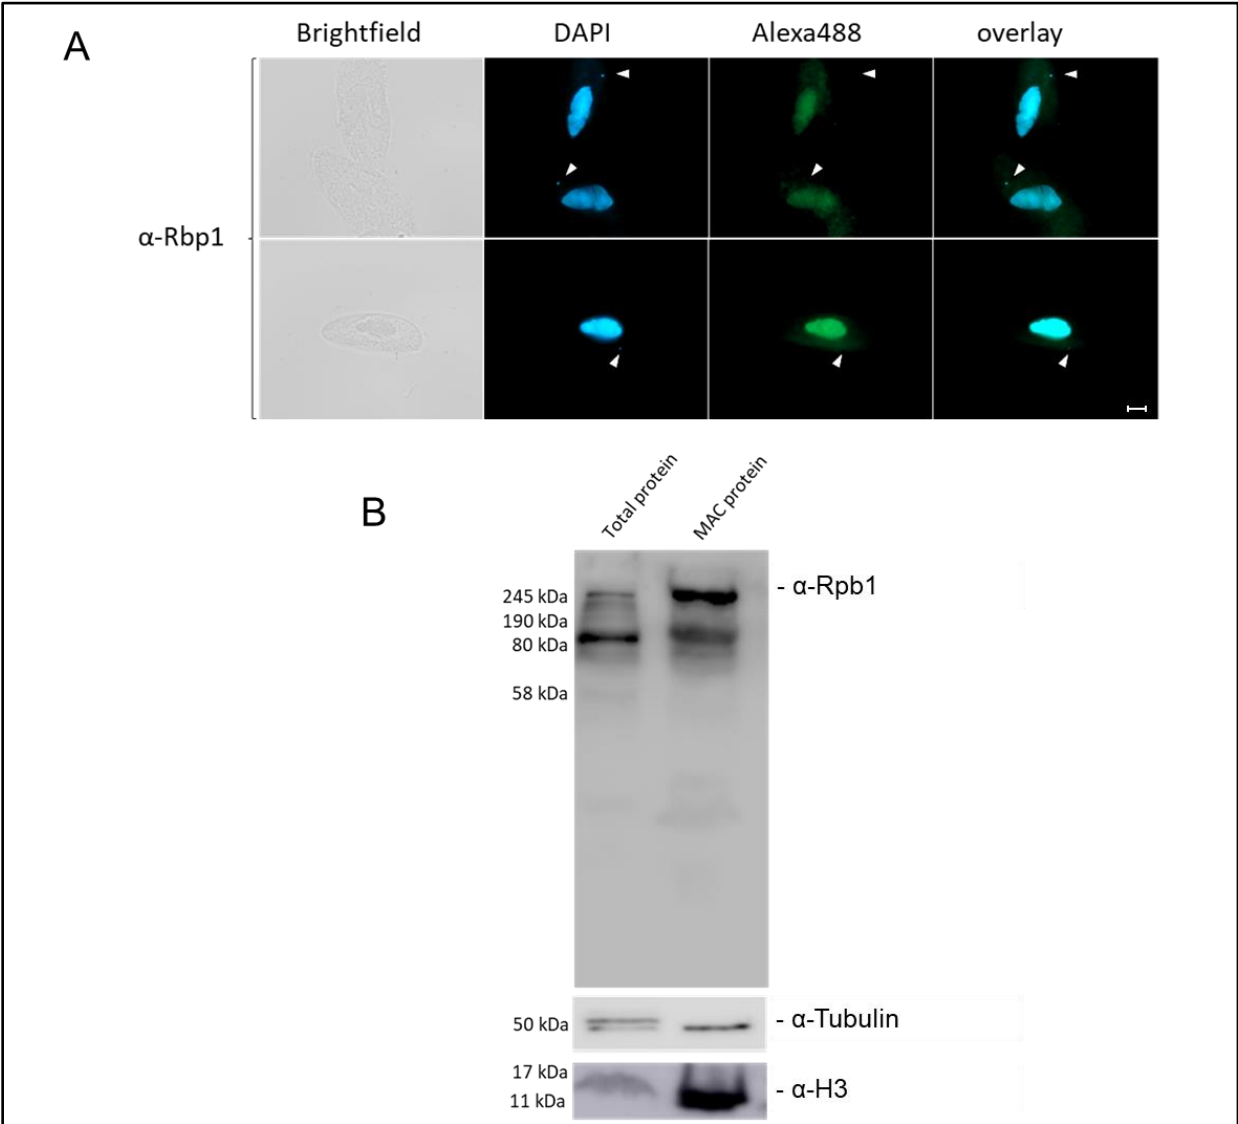 A
Brightfield DAPI Alexa488 overlay
α-Rbp1
B
Total protein MAC protein
245 kDa - α-Rpb1
190 kDa
80 kDa
58 kDa
50 kDa - α-Tubulin
17 kDa
11 kDa - α-H3